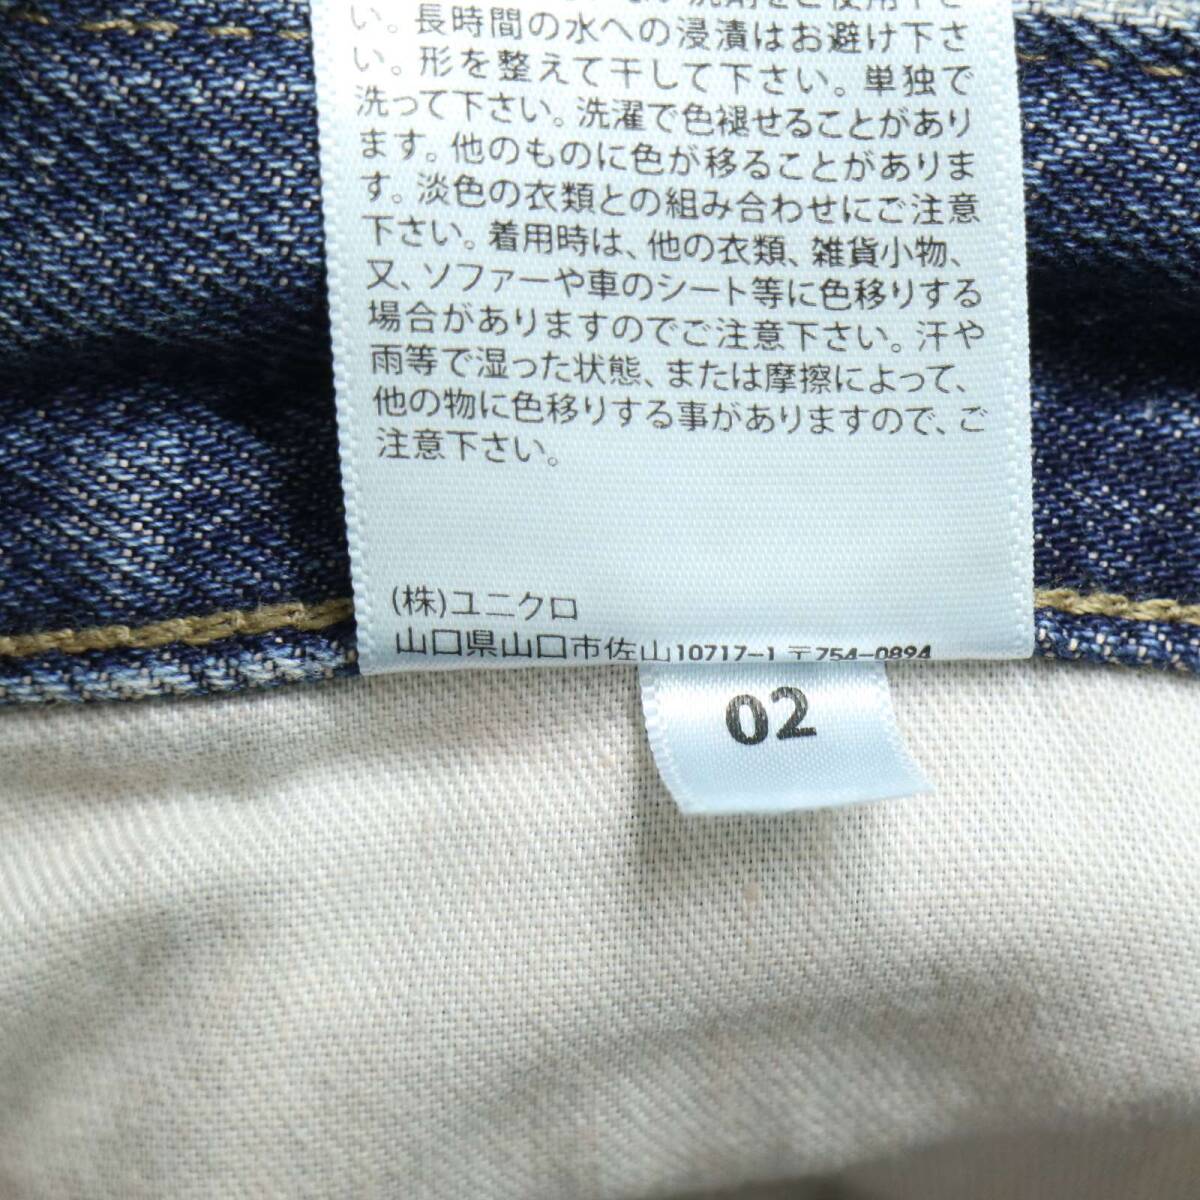 洗剤をご使用下さ
い。長時間の水への浸漬はお避け下さ
い。形を整えて干して下さい。単独で
洗って下さい。洗濯で色褪せることがあり
ます。他のものに色が移ることがありま
す。淡色の衣類との組み合わせにご注意
下さい。着用時は、他の衣類、雑貨小物、
又、ソファーや車のシート等に色移りする
場合がありますのでご注意下さい。汗や
雨等で湿った状態、または摩擦によって、
他の物に色移りする事がありますので、ご
注意下さい。
(株)ユニクロ
山口県山口市佐山10717-1 〒754-0894
02